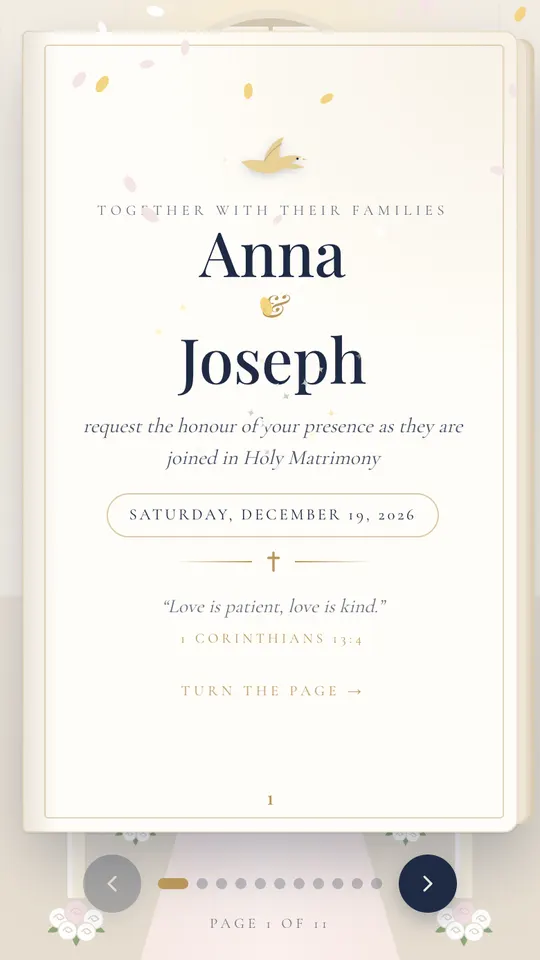 TOGETHER WITH THEIR FAMILIES
Anna
&
Joseph
request the honour of your presence as they are
joined in Holy Matrimony
SATURDAY, DECEMBER 19, 2026
“Love is patient, love is kind.”
1 CORINTHIANS 13:4
TURN THE PAGE →
1
PAGE 1 OF 11